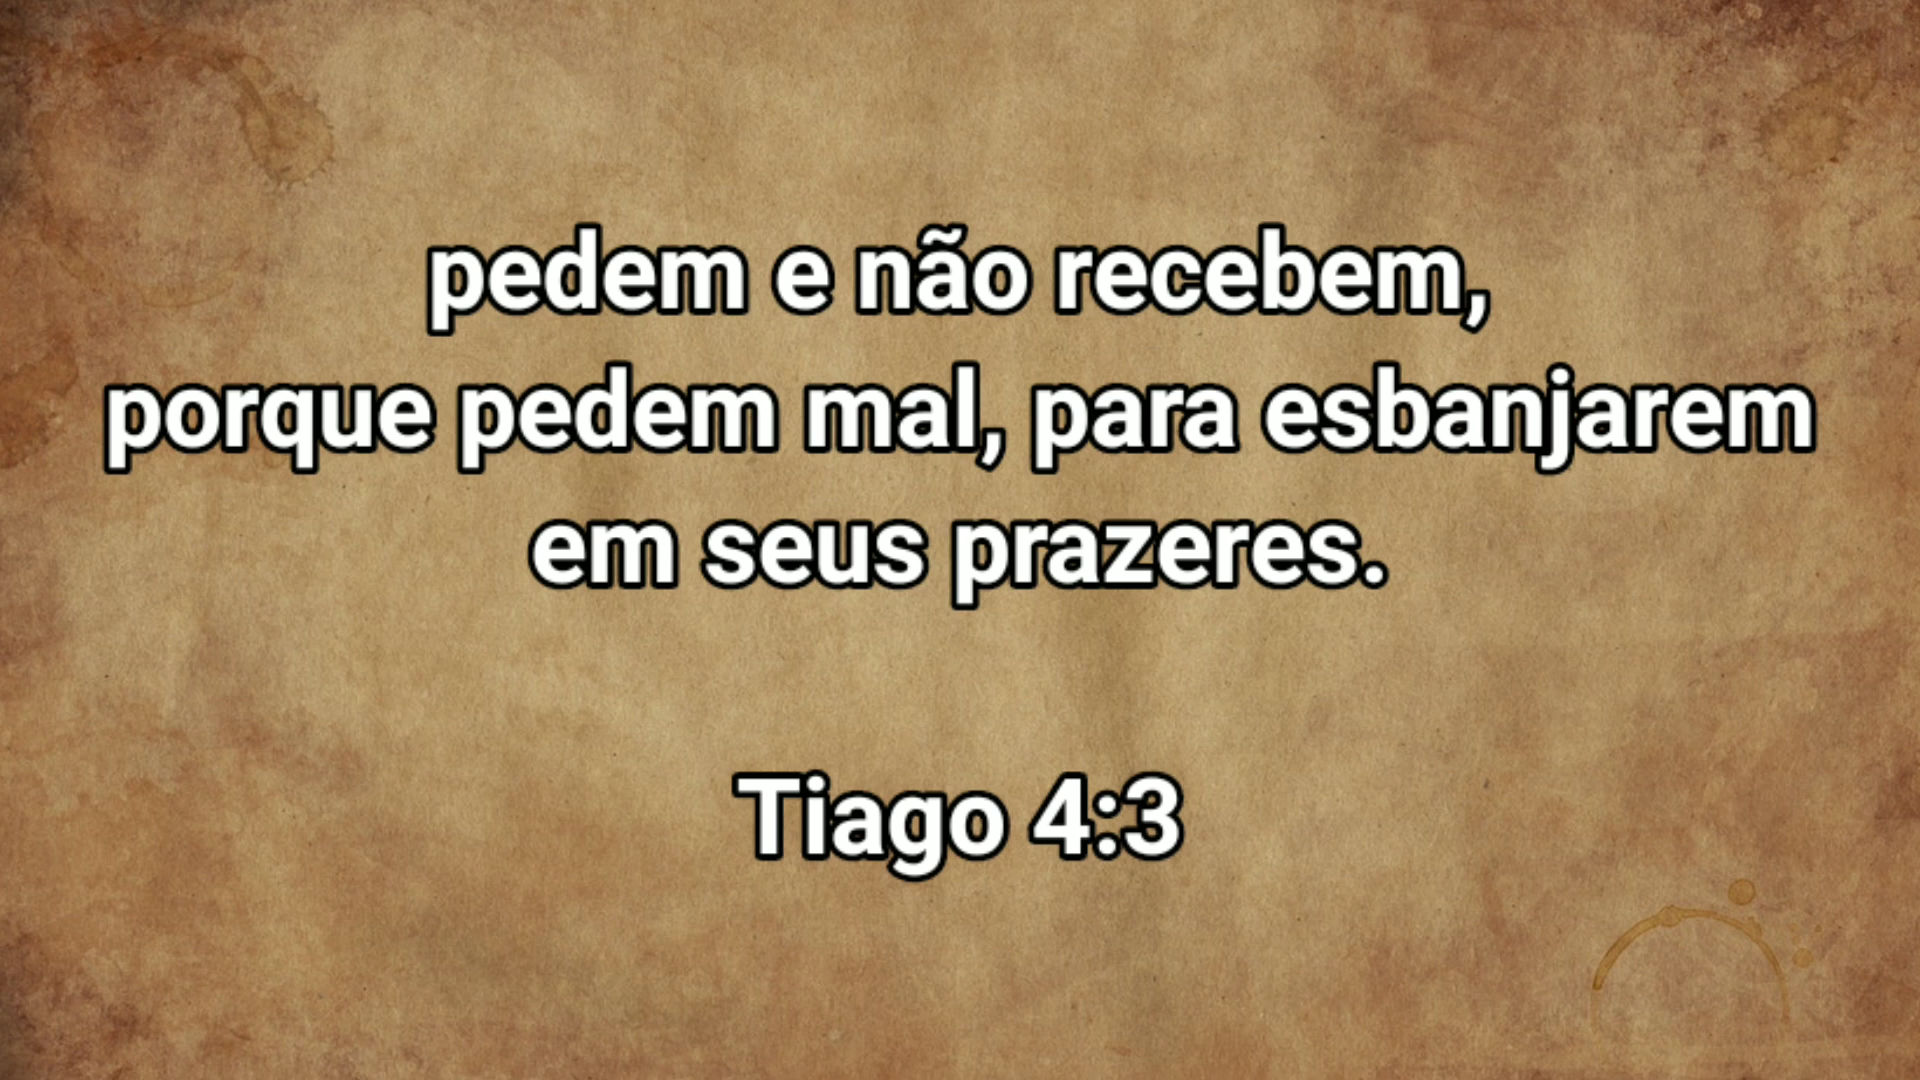 pedem e não recebem,
porque pedem mal, para esbanjarem
em seus prazeres.
Tiago 4:3